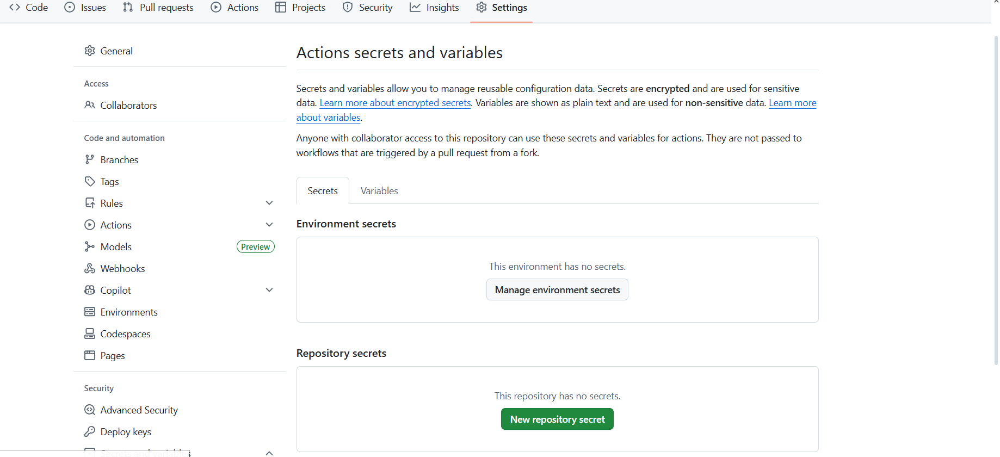 Code Issues Pull requests Actions Projects Security Insights Settings
General
Access
Collaborators
Code and automation
Branches
Tags
Rules
Actions
Models Preview
Webhooks
Copilot
Environments
Codespaces
Pages
Security
Advanced Security
Deploy keys
Secrets and variables
Actions secrets and variables
Secrets and variables allow you to manage reusable configuration data. Secrets are encrypted and are used for sensitive
data. Learn more about encrypted secrets. Variables are shown as plain text and are used for non-sensitive data. Learn more
about variables.
Anyone with collaborator access to this repository can use these secrets and variables for actions. They are not passed to
workflows that are triggered by a pull request from a fork.
Secrets Variables
Environment secrets
This environment has no secrets.
Manage environment secrets
Repository secrets
This repository has no secrets.
New repository secret